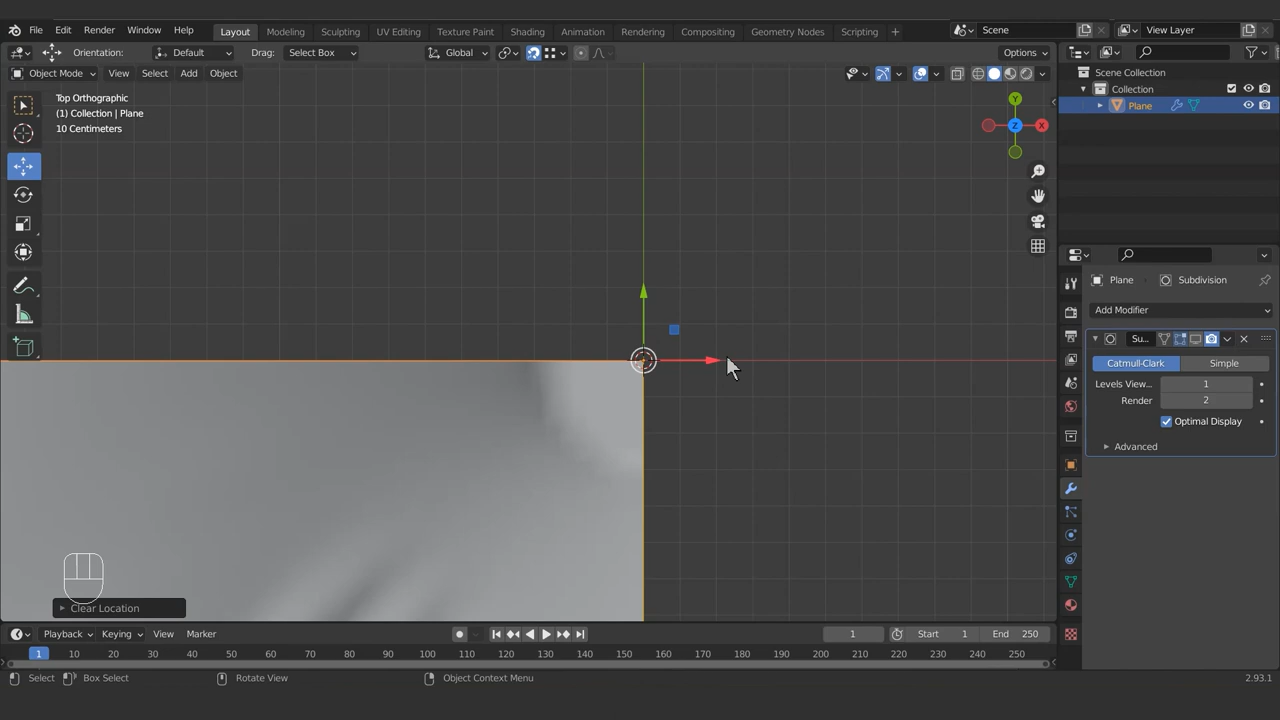 File Edit Render Window Help Layout Modeling Sculpting UV Editing Texture Paint Shading Animation Rendering Compositing Geometry Nodes Scripting + Scene View Layer
Orientation: Default Drag: Select Box Global Options
Object Mode View Select Add Object
Scene Collection
Collection
Plane
Top Orthographic
(1) Collection | Plane
10 Centimeters
Y
X
Z
Plane Subdivision
Add Modifier
Su...
Catmull-Clark Simple
Levels View... 1
Render 2
Optimal Display
Advanced
Clear Location
Playback Keying View Marker 1 Start 1 End 250
1 10 20 30 40 50 60 70 80 90 100 110 120 130 140 150 160 170 180 190 200 210 220 230 240 250
Select Box Select Rotate View Object Context Menu 2.93.1